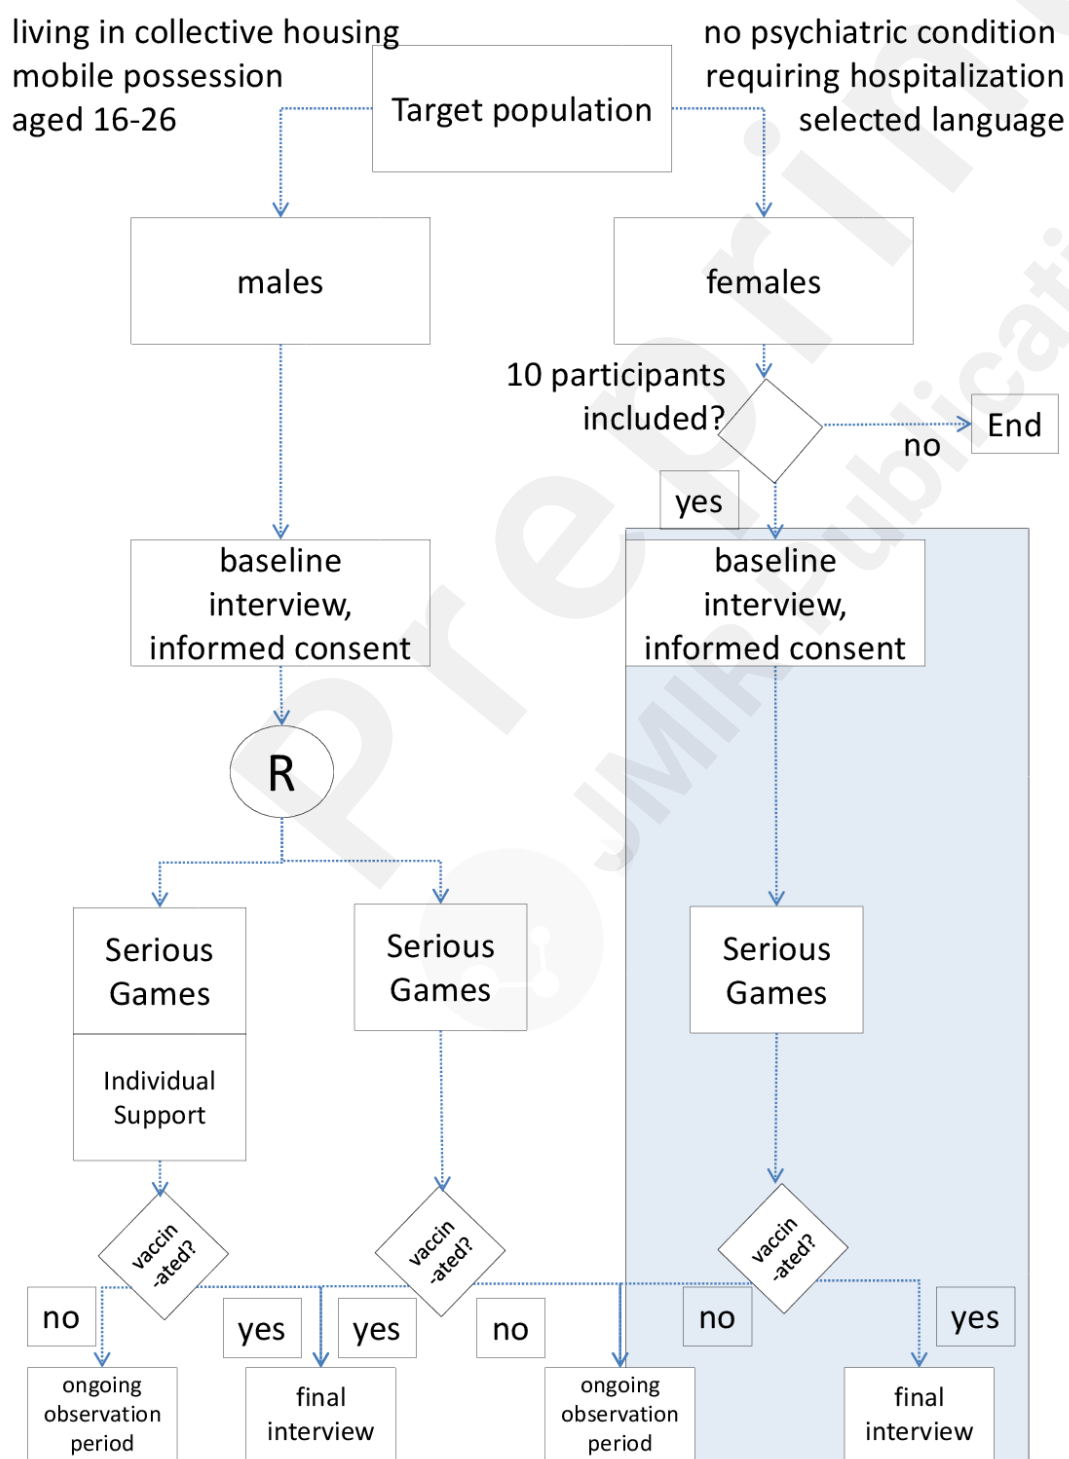 living in collective housing
mobile possession
aged 16-26
no psychiatric condition
requiring hospitalization
selected language
Target population
males
females
10 participants
included?
no
End
yes
baseline
interview,
informed consent
baseline
interview,
informed consent
R
Serious
Games
Individual
Support
Serious
Games
Serious
Games
vaccin
-ated?
vaccin
-ated?
vaccin
-ated?
no
yes
yes
no
no
yes
ongoing
observation
period
final
interview
ongoing
observation
period
final
interview
Preprint
JMIR Publicati